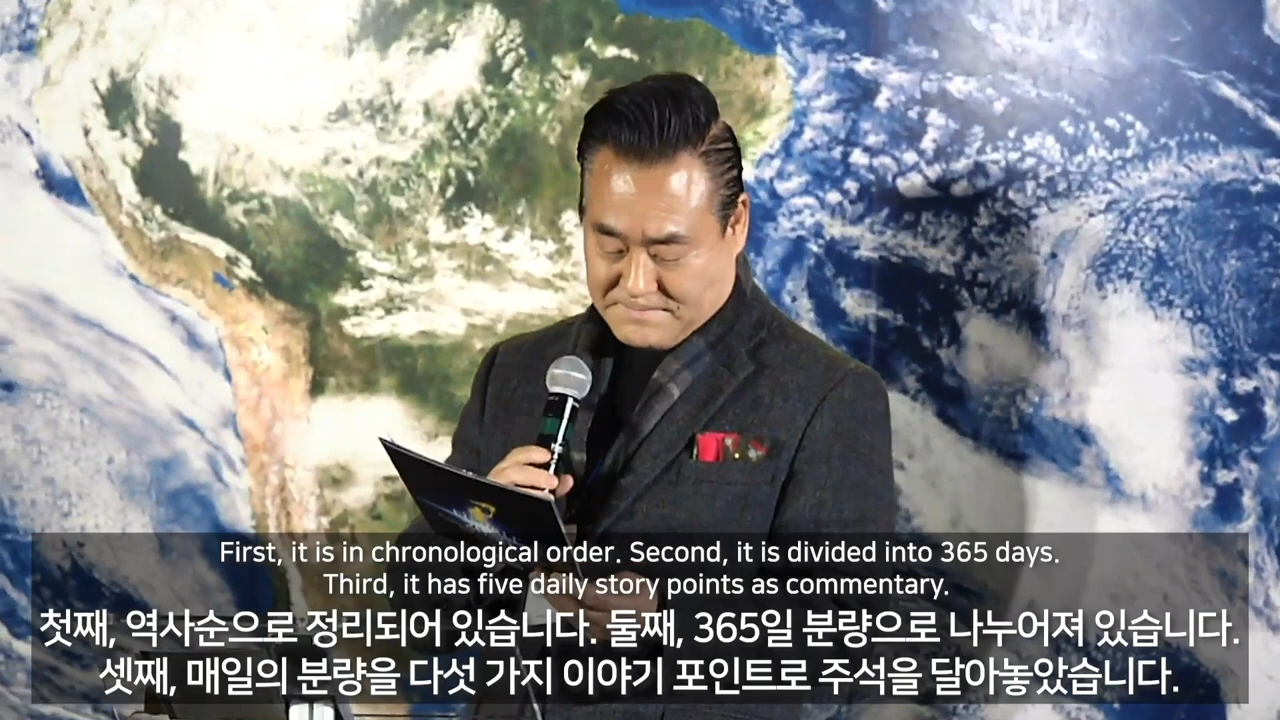 First, it is in chronological order. Second, it is divided into 365 days.
Third, it has five daily story points as commentary.
첫째, 역사순으로 정리되어 있습니다. 둘째, 365일 분량으로 나누어져 있습니다.
셋째, 매일의 분량을 다섯 가지 이야기 포인트로 주석을 달아놓았습니다.